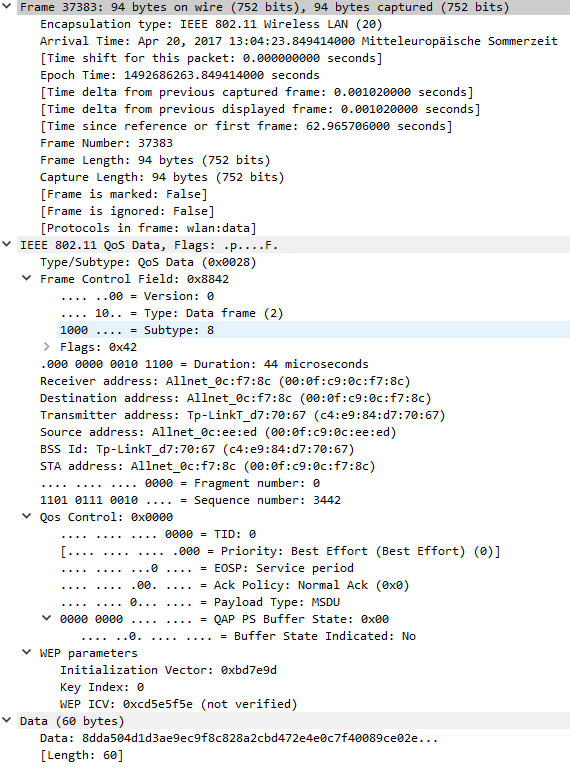 Frame 37383: 94 bytes on wire (752 bits), 94 bytes captured (752 bits)
Encapsulation type: IEEE 802.11 Wireless LAN (20)
Arrival Time: Apr 20, 2017 13:04:23.849414000 Mitteleuropäische Sommerzeit
[Time shift for this packet: 0.000000000 seconds]
Epoch Time: 1492686263.849414000 seconds
[Time delta from previous captured frame: 0.001020000 seconds]
[Time delta from previous displayed frame: 0.001020000 seconds]
[Time since reference or first frame: 62.965706000 seconds]
Frame Number: 37383
Frame Length: 94 bytes (752 bits)
Capture Length: 94 bytes (752 bits)
[Frame is marked: False]
[Frame is ignored: False]
[Protocols in frame: wlan:data]
IEEE 802.11 QoS Data, Flags: .p....F.
Type/Subtype: QoS Data (0x0028)
Frame Control Field: 0x8842
.... ..00 = Version: 0
.... 10.. = Type: Data frame (2)
1000 .... = Subtype: 8
Flags: 0x42
.000 0000 0010 1100 = Duration: 44 microseconds
Receiver address: Allnet_0c:f7:8c (00:0f:c9:0c:f7:8c)
Destination address: Allnet_0c:f7:8c (00:0f:c9:0c:f7:8c)
Transmitter address: Tp-LinkT_d7:70:67 (c4:e9:84:d7:70:67)
Source address: Allnet_0c:ee:ed (00:0f:c9:0c:ee:ed)
BSS Id: Tp-LinkT_d7:70:67 (c4:e9:84:d7:70:67)
STA address: Allnet_0c:f7:8c (00:0f:c9:0c:f7:8c)
.... .... .... 0000 = Fragment number: 0
1101 0111 0010 .... = Sequence number: 3442
Qos Control: 0x0000
.... .... .... 0000 = TID: 0
[.... .... .... .000 = Priority: Best Effort (Best Effort) (0)]
.... .... ...0 .... = EOSP: Service period
.... .... .00. .... = Ack Policy: Normal Ack (0x0)
.... .... 0... .... = Payload Type: MSDU
0000 0000 .... .... = QAP PS Buffer State: 0x00
.... ..0. .... .... = Buffer State Indicated: No
WEP parameters
Initialization Vector: 0xbd7e9d
Key Index: 0
WEP ICV: 0xcd5e5f5e (not verified)
Data (60 bytes)
Data: 8dda504d1d3ae9ec9f8c828a2cbd472e4e0c7f40089ce02e...
[Length: 60]